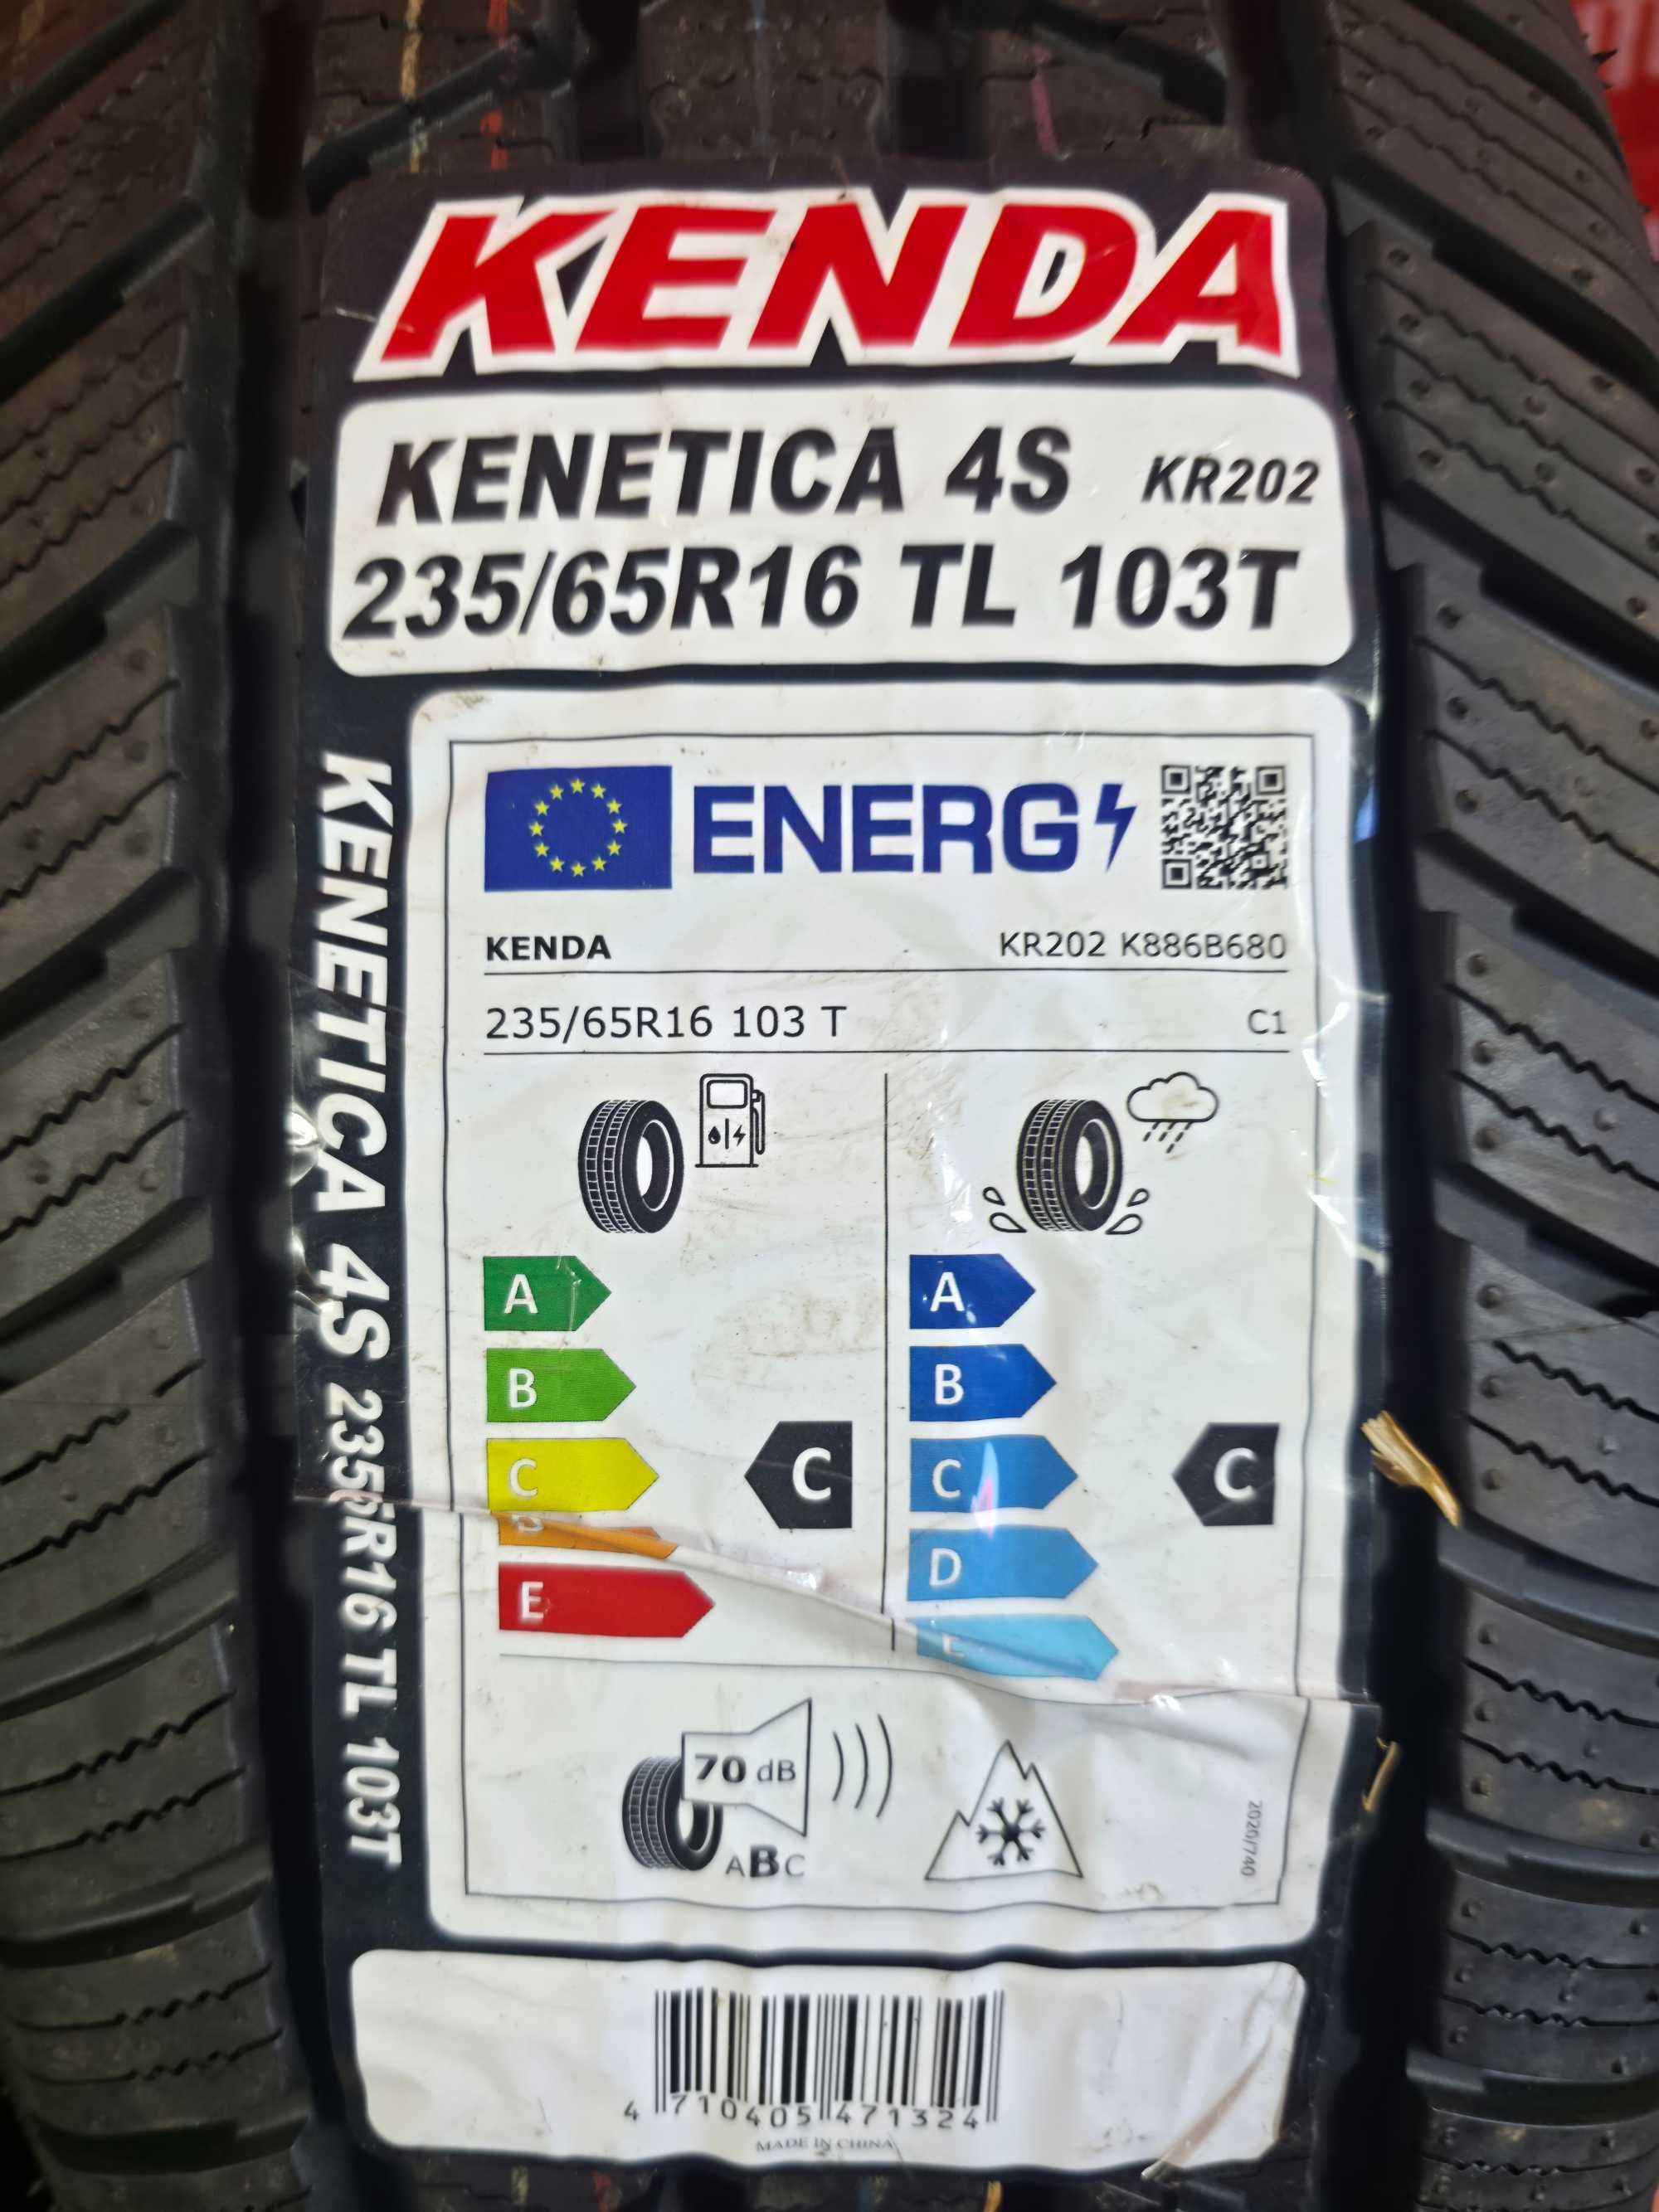 KENDA
KENETICA 4S KR202
235/65R16 TL 103T
KENETICA 4S 235/65R16 TL 103T
ENERG
KENDA KR202 K886B680
235/65R16 103 T C1
A A
B B
C C C C
D D
E E
70 dB
ABC
2020/740
4 710405 471324
MADE IN CHINA